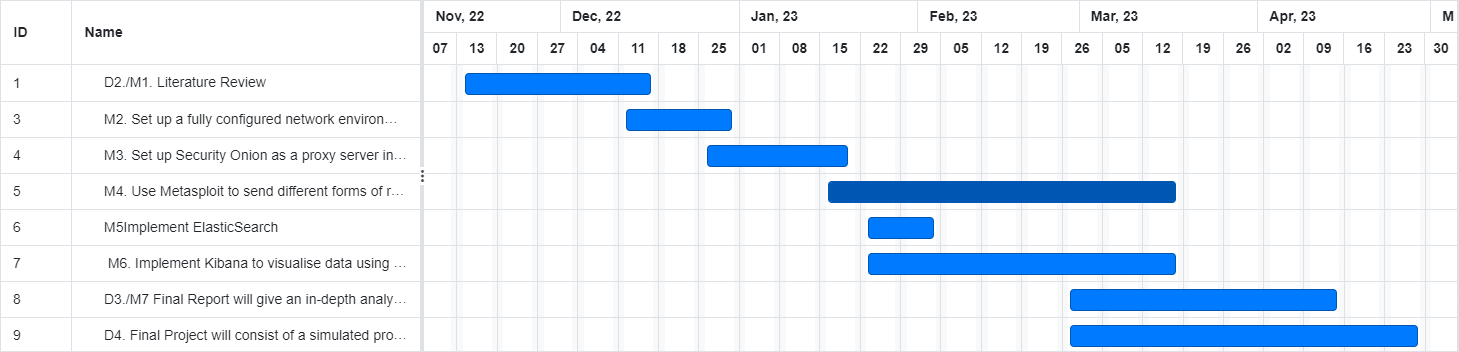 ID Name Nov, 22 Dec, 22 Jan, 23 Feb, 23 Mar, 23 Apr, 23 M
07 13 20 27 04 11 18 25 01 08 15 22 29 05 12 19 26 05 12 19 26 02 09 16 23 30
1 D2./M1. Literature Review
3 M2. Set up a fully configured network environ…
4 M3. Set up Security Onion as a proxy server in…
5 M4. Use Metasploit to send different forms of r…
6 M5Implement ElasticSearch
7 M6. Implement Kibana to visualise data using …
8 D3./M7 Final Report will give an in-depth analy…
9 D4. Final Project will consist of a simulated pro…